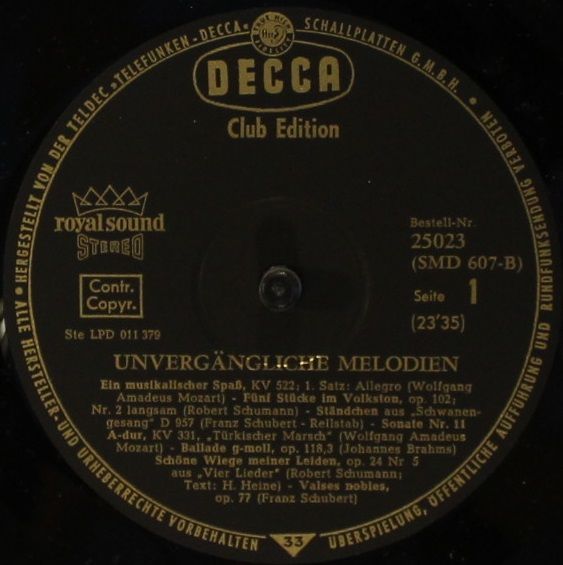 HERGESTELLT VON DER TELDEC »TELEFUNKEN - DECCA« SCHALLPLATTEN G.M.B.H. •
DECCA
Club Edition
royal sound
STEREO
Contr.
Copyr.
Ste LPD 011 379
Bestell-Nr.
25023
(SMD 607-B)
Seite 1
(23'35)
UNVERGÄNGLICHE MELODIEN
Ein musikalischer Spaß, KV 522; 1. Satz: Allegro (Wolfgang
Amadeus Mozart) - Fünf Stücke im Volkston, op. 102;
Nr. 2 langsam (Robert Schumann) - Ständchen aus „Schwanen-
gesang" D 957 (Franz Schubert - Rellstab) - Sonate Nr. 11
A-dur, KV 331, „Türkischer Marsch" (Wolfgang Amadeus
Mozart) - Ballade g-moll, op. 118,3 (Johannes Brahms)
Schöne Wiege meiner Leiden, op. 24 Nr 5
aus „Vier Lieder" (Robert Schumann;
Text: H. Heine) - Valses nobles,
op. 77 (Franz Schubert)
• ALLE HERSTELLER- UND URHEBERRECHTE VORBEHALTEN
33
ÜBERSPIELUNG, ÖFFENTLICHE AUFFÜHRUNG UND RUNDFUNKSENDUNG VERBOTEN